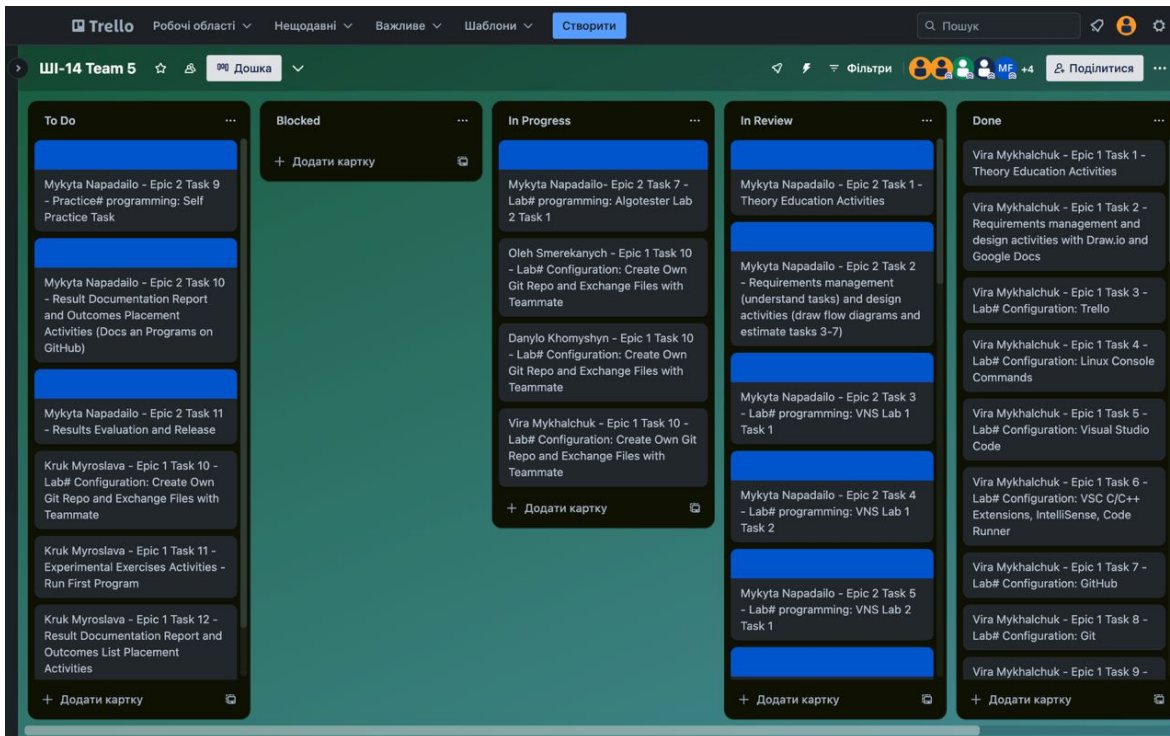 Trello
Робочі області
Нещодавні
Важливе
Шаблони
Створити
Пошук
ШІ-14 Team 5
Дошка
Фільтри
MF
+4
Поділитися
To Do
Mykyta Napadailo - Epic 2 Task 9
- Practice# programming: Self
Practice Task
Mykyta Napadailo - Epic 2 Task 10
- Result Documentation Report
and Outcomes Placement
Activities (Docs an Programs on
GitHub)
Mykyta Napadailo - Epic 2 Task 11
- Results Evaluation and Release
Kruk Myroslava - Epic 1 Task 10 -
Lab# Configuration: Create Own
Git Repo and Exchange Files with
Teammate
Kruk Myroslava - Epic 1 Task 11 -
Experimental Exercises Activities -
Run First Program
Kruk Myroslava - Epic 1 Task 12 -
Result Documentation Report and
Outcomes List Placement
Activities
+ Додати картку
Blocked
+ Додати картку
In Progress
Mykyta Napadailo- Epic 2 Task 7 -
Lab# programming: Algotester Lab
2 Task 1
Oleh Smerekanych - Epic 1 Task 10
- Lab# Configuration: Create Own
Git Repo and Exchange Files with
Teammate
Danylo Khomyshyn - Epic 1 Task 10
- Lab# Configuration: Create Own
Git Repo and Exchange Files with
Teammate
Vira Mykhalchuk - Epic 1 Task 10 -
Lab# Configuration: Create Own Git
Repo and Exchange Files with
Teammate
+ Додати картку
In Review
Mykyta Napadailo - Epic 2 Task 1 -
Theory Education Activities
Mykyta Napadailo - Epic 2 Task 2
- Requirements management
(understand tasks) and design
activities (draw flow diagrams and
estimate tasks 3-7)
Mykyta Napadailo - Epic 2 Task 3
- Lab# programming: VNS Lab 1
Task 1
Mykyta Napadailo - Epic 2 Task 4
- Lab# programming: VNS Lab 1
Task 2
Mykyta Napadailo - Epic 2 Task 5
- Lab# programming: VNS Lab 2
Task 1
+ Додати картку
Done
Vira Mykhalchuk - Epic 1 Task 1 -
Theory Education Activities
Vira Mykhalchuk - Epic 1 Task 2 -
Requirements management and
design activities with Draw.io and
Google Docs
Vira Mykhalchuk - Epic 1 Task 3 -
Lab# Configuration: Trello
Vira Mykhalchuk - Epic 1 Task 4 -
Lab# Configuration: Linux Console
Commands
Vira Mykhalchuk - Epic 1 Task 5 -
Lab# Configuration: Visual Studio
Code
Vira Mykhalchuk - Epic 1 Task 6 -
Lab# Configuration: VSC C/C++
Extensions, IntelliSense, Code
Runner
Vira Mykhalchuk - Epic 1 Task 7 -
Lab# Configuration: GitHub
Vira Mykhalchuk - Epic 1 Task 8 -
Lab# Configuration: Git
Vira Mykhalchuk - Epic 1 Task 9 -
+ Додати картку